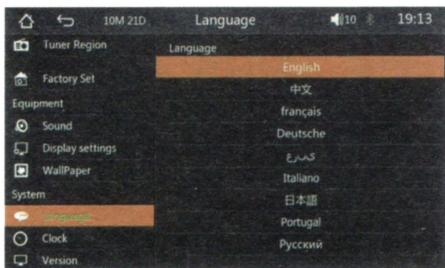 10M 21D Language 10 19:13
Tuner Region
Factory Set
Equipment
Sound
Display settings
WallPaper
System
Language
Clock
Version
Language
English
中文
français
Deutsche
Italiano
日本語
Portugal
Русский